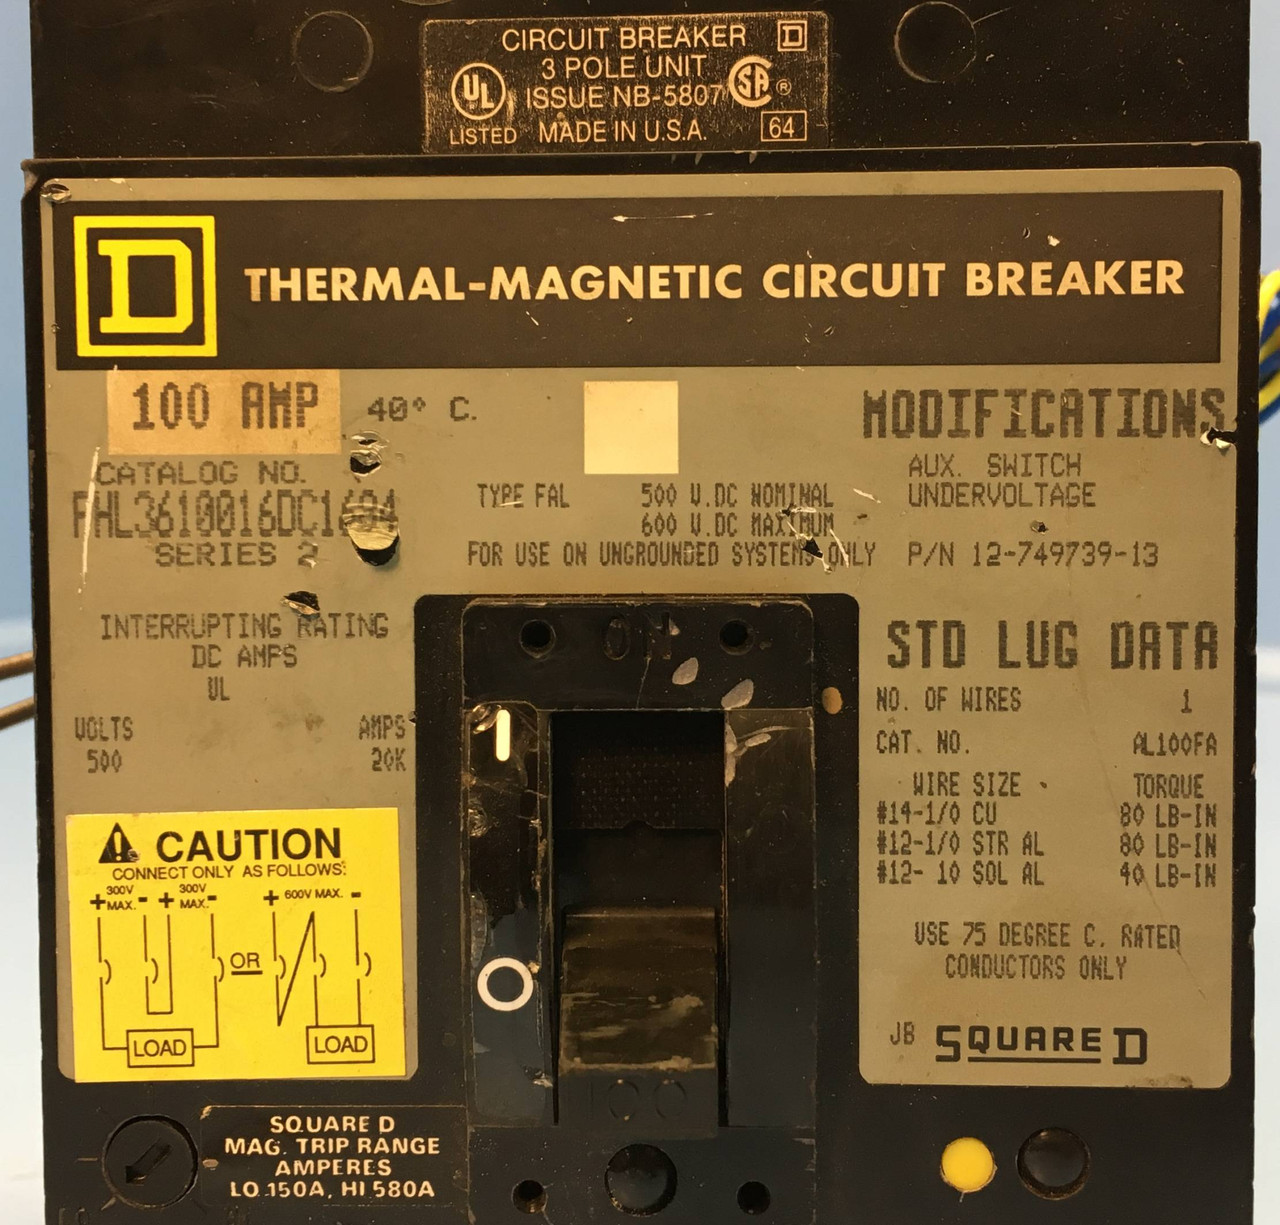 CIRCUIT BREAKER D
3 POLE UNIT
UL SA ®
ISSUE NB-5807
LISTED MADE IN U.S.A. 64
D
THERMAL-MAGNETIC CIRCUIT BREAKER
100 AMP 40° C.
CATALOG NO.
SERIES 2
TYPE FAL 500 V.DC NOMINAL
600 V.DC MAXIMUM
FOR USE ON UNGROUNDED SYSTEMS ONLY
MODIFICATIONS
AUX. SWITCH
UNDERVOLTAGE
P/N 12-749739-13
INTERRUPTING RATING
DC AMPS
UL
VOLTS AMPS
500 20K
CAUTION
CONNECT ONLY AS FOLLOWS:
+ 300V MAX. - + 300V MAX. - + 600V MAX. -
OR
LOAD LOAD
ON
I
O
100
STD LUG DATA
NO. OF WIRES 1
CAT. NO. AL100FA
WIRE SIZE TORQUE
#14-1/0 CU 80 LB-IN
#12-1/0 STR AL 80 LB-IN
#12- 10 SOL AL 40 LB-IN
USE 75 DEGREE C. RATED
CONDUCTORS ONLY
JB SQUARE D
SQUARE D
MAG. TRIP RANGE
AMPERES
LO 150A, HI 580A